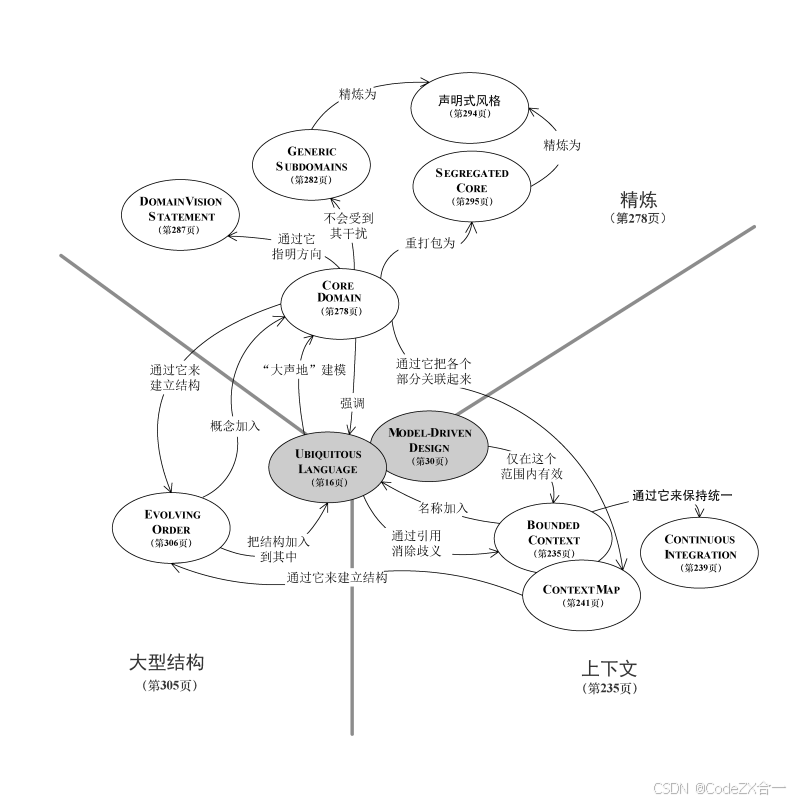 精炼为
声明式风格
（第294页）
精炼为
GENERIC
SUBDOMAINS
（第282页）
SEGREGATED
CORE
（第295页）
精炼
（第278页）
DOMAIN VISION
STATEMENT
（第287页）
不会受到
其干扰
通过它
指明方向
重打包为
CORE
DOMAIN
（第278页）
通过它来
建立结构
“大声地”建模
通过它把各个
部分关联起来
强调
概念加入
MODEL-DRIVEN
DESIGN
（第30页）
UBIQUITOUS
LANGUAGE
（第16页）
仅在这个
范围内有效
通过它来保持统一
名称加入
EVOLVING
ORDER
（第306页）
把结构加入
到其中
通过引用
消除歧义
BOUNDED
CONTEXT
（第235页）
CONTINUOUS
INTEGRATION
（第239页）
通过它来建立结构
CONTEXT MAP
（第241页）
大型结构
（第305页）
上下文
（第235页）
CSDN @CodeZX合一